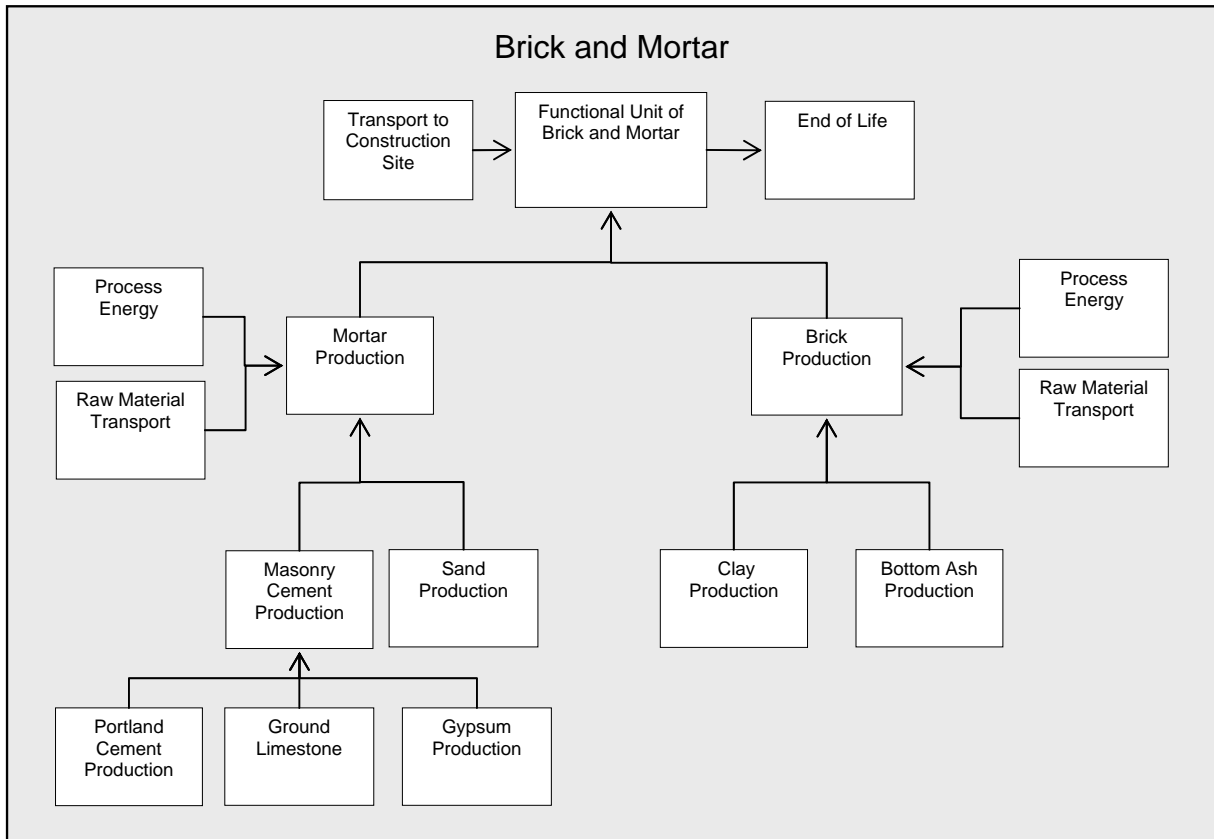 Brick and Mortar
Transport to
Construction
Site
Functional Unit of
Brick and Mortar
End of Life
Process
Energy
Mortar
Production
Raw Material
Transport
Brick
Production
Process
Energy
Raw Material
Transport
Masonry
Cement
Production
Sand
Production
Clay
Production
Bottom Ash
Production
Portland
Cement
Production
Ground
Limestone
Gypsum
Production